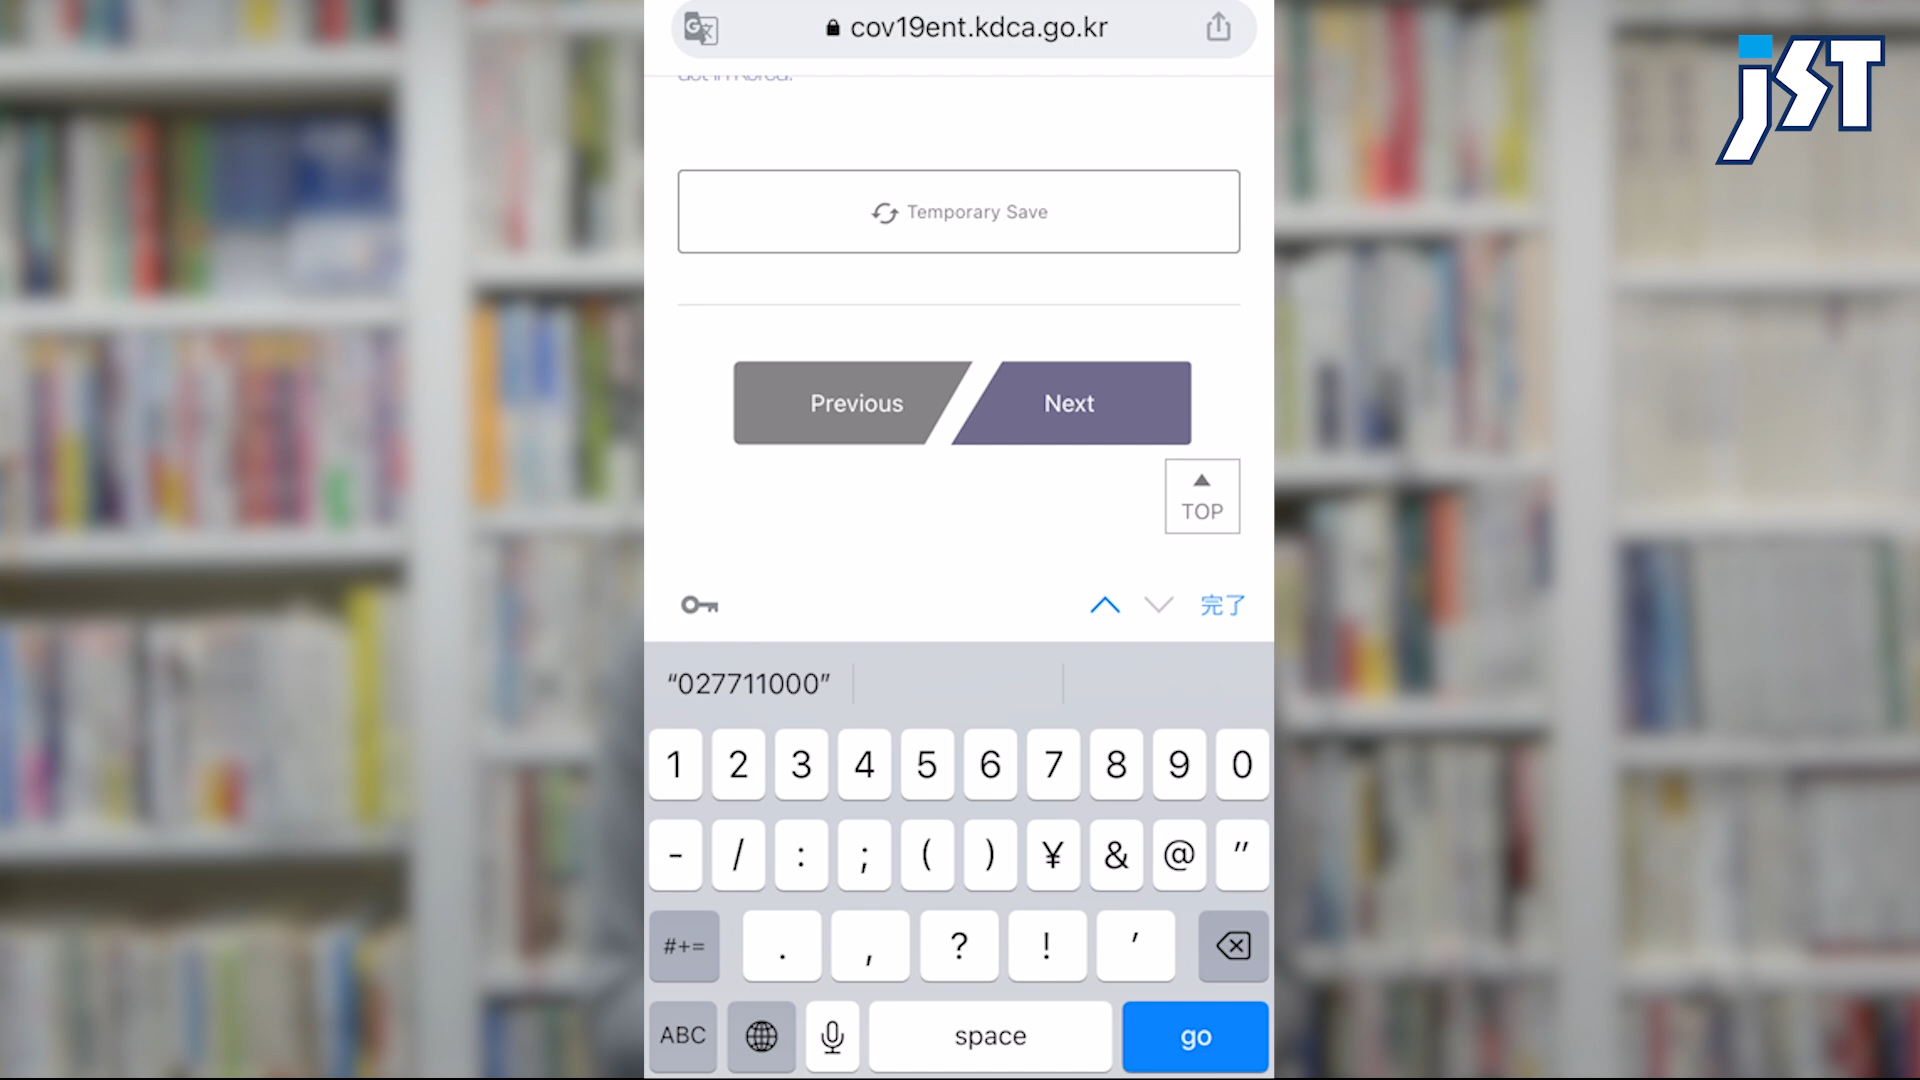 cov19ent.kdca.go.kr
jST
Temporary Save
Previous
Next
TOP
完了
“027711000”
1 2 3 4 5 6 7 8 9 0
- / : ; ( ) ¥ & @ "
#+= . , ? ! '
ABC space go